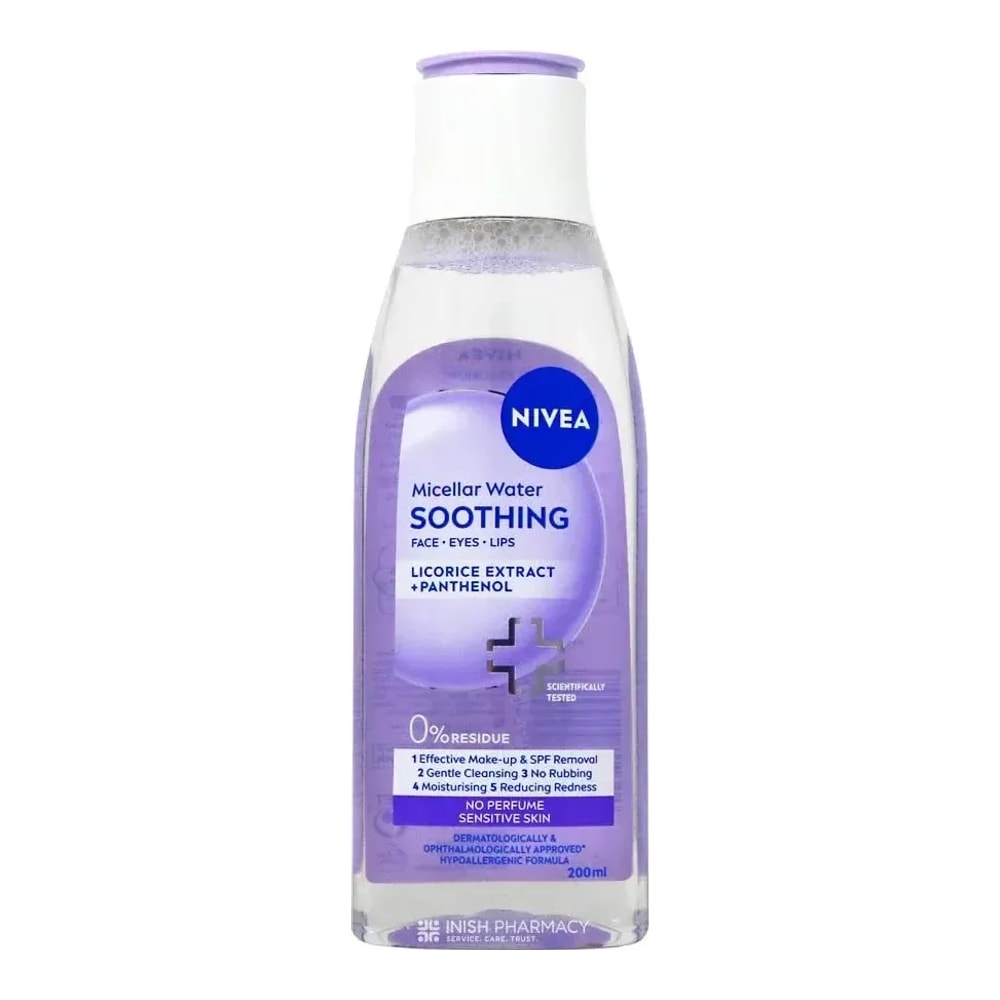 NIVEA
Micellar Water
SOOTHING
FACE · EYES · LIPS
LICORICE EXTRACT
+PANTHENOL
SCIENTIFICALLY
TESTED
0% RESIDUE
1 Effective Make-up & SPF Removal
2 Gentle Cleansing 3 No Rubbing
4 Moisturising 5 Reducing Redness
NO PERFUME
SENSITIVE SKIN
DERMATOLOGICALLY &
OPHTHALMOLOGICALLY APPROVED*
HYPOALLERGENIC FORMULA
200ml
INISH PHARMACY
SERVICE. CARE. TRUST.